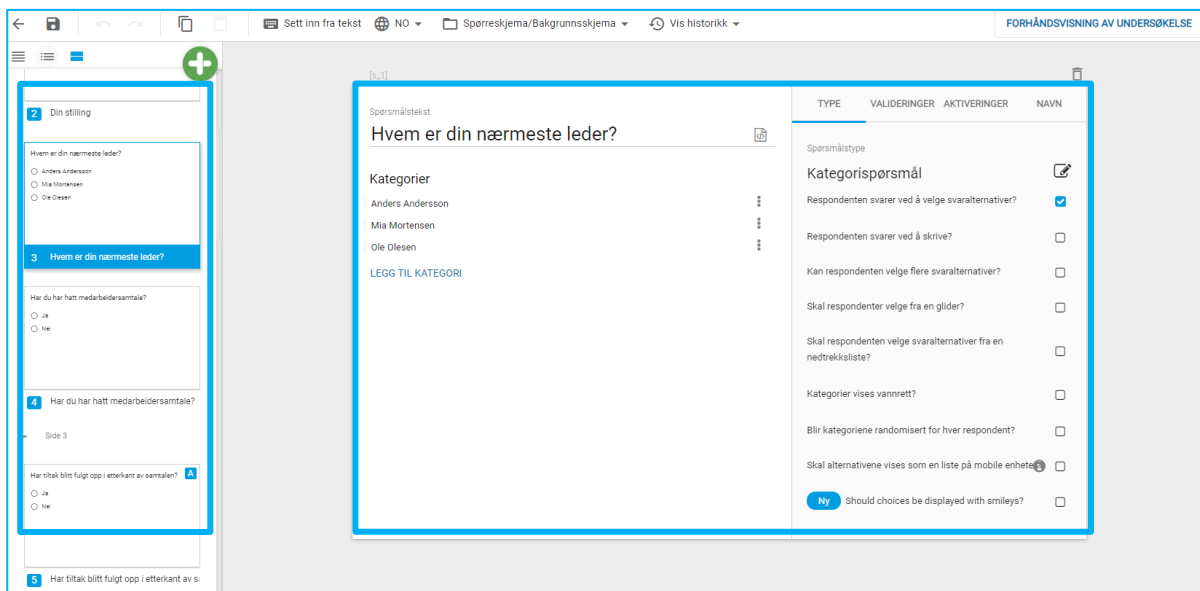 Sett inn fra tekst
NO
Spørreskjema/Bakgrunnsskjema
Vis historikk
FORHÅNDSVISNING AV UNDERSØKELSE
2 Din stilling
Hvem er din nærmeste leder?
Anders Andersson
Mia Mortensen
Ole Olesen
3 Hvem er din nærmeste leder?
Har du har hatt medarbeidersamtale?
Ja
Nei
4 Har du har hatt medarbeidersamtale?
Side 3
Har tiltak blitt fulgt opp i etterkant av samtalen? A
Ja
Nei
5 Har tiltak blitt fulgt opp i etterkant av s
[s_1]
Spørsmålstekst
Hvem er din nærmeste leder?
Kategorier
Anders Andersson
Mia Mortensen
Ole Olesen
LEGG TIL KATEGORI
TYPE VALIDERINGER AKTIVERINGER NAVN
Spørsmålstype
Kategorispørsmål
Respondenten svarer ved å velge svaralternativer?
Respondenten svarer ved å skrive?
Kan respondenten velge flere svaralternativer?
Skal respondenter velge fra en glider?
Skal respondenten velge svaralternativer fra en
nedtrekksliste?
Kategorier vises vannrett?
Blir kategoriene randomisert for hver respondent?
Skal alternativene vises som en liste på mobile enhete
Ny Should choices be displayed with smileys?